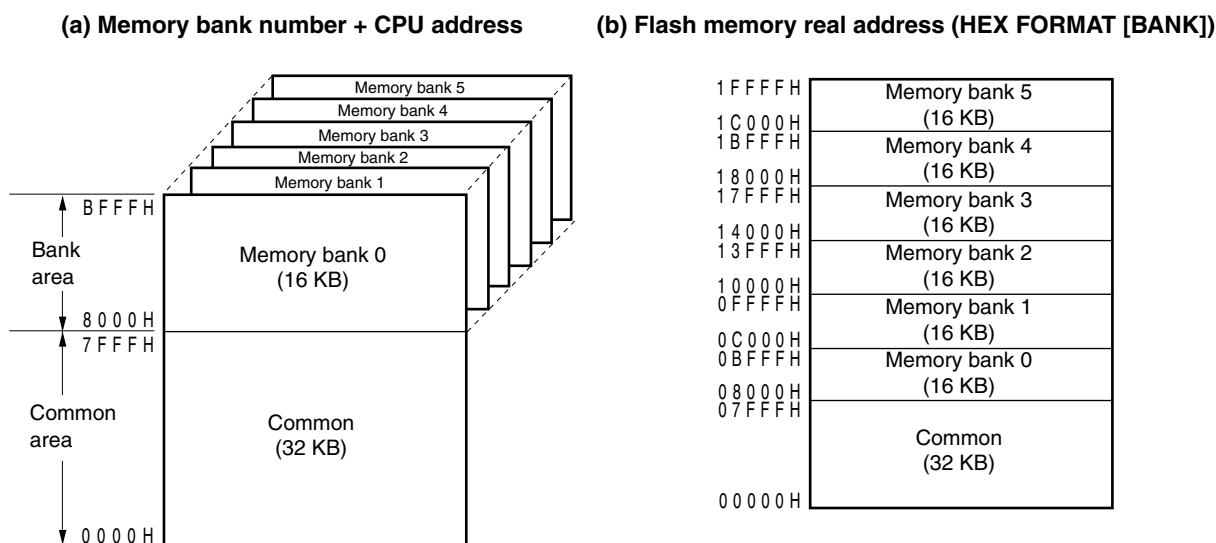 (a) Memory bank number + CPU address
Memory bank 5
Memory bank 4
Memory bank 3
Memory bank 2
Memory bank 1
BFFFH
Bank
area
Memory bank 0
(16 KB)
8000H
7FFFH
Common
area
Common
(32 KB)
0000H
(b) Flash memory real address (HEX FORMAT [BANK])
1FFFFH
Memory bank 5
(16 KB)
1C000H
1BFFFH
Memory bank 4
(16 KB)
18000H
17FFFH
Memory bank 3
(16 KB)
14000H
13FFFH
Memory bank 2
(16 KB)
10000H
0FFFFH
Memory bank 1
(16 KB)
0C000H
0BFFFH
Memory bank 0
(16 KB)
08000H
07FFFH
Common
(32 KB)
00000H